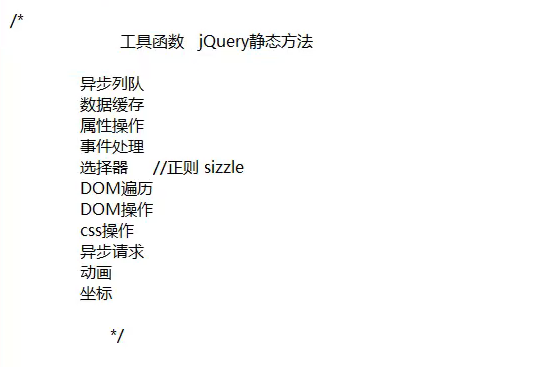 /*
工具函数 jQuery静态方法
异步列队
数据缓存
属性操作
事件处理
选择器 //正则 sizzle
DOM遍历
DOM操作
css操作
异步请求
动画
坐标
*/